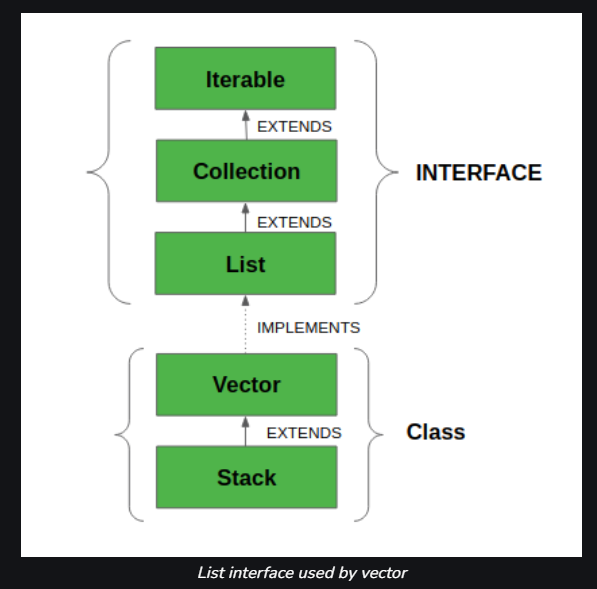 Iterable
EXTENDS
Collection
INTERFACE
EXTENDS
List
IMPLEMENTS
Vector
EXTENDS
Class
Stack
List interface used by vector